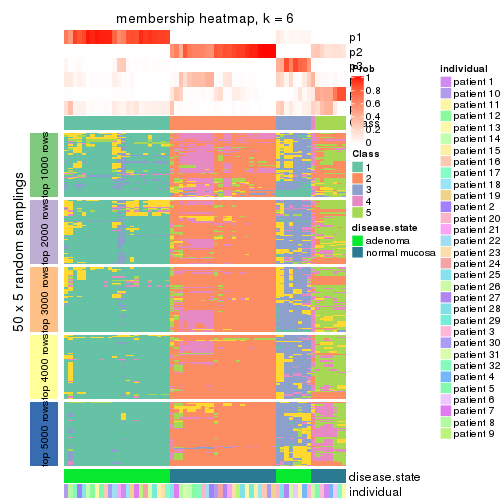 membership heatmap, k = 6
p1
p2
p3
Prob
1
0.8
0.6
0.4
0.2
0
Class
1
2
3
4
5
disease.state
adenoma
normal mucosa
individual
patient 1
patient 10
patient 11
patient 12
patient 13
patient 14
patient 15
patient 16
patient 17
patient 18
patient 19
patient 2
patient 20
patient 21
patient 22
patient 23
patient 24
patient 25
patient 26
patient 27
patient 28
patient 29
patient 3
patient 30
patient 31
patient 32
patient 4
patient 5
patient 6
patient 7
patient 8
patient 9
50 x 5 random samplings
top 1000 rows
top 2000 rows
top 3000 rows
top 4000 rows
top 5000 rows
disease.state
individual